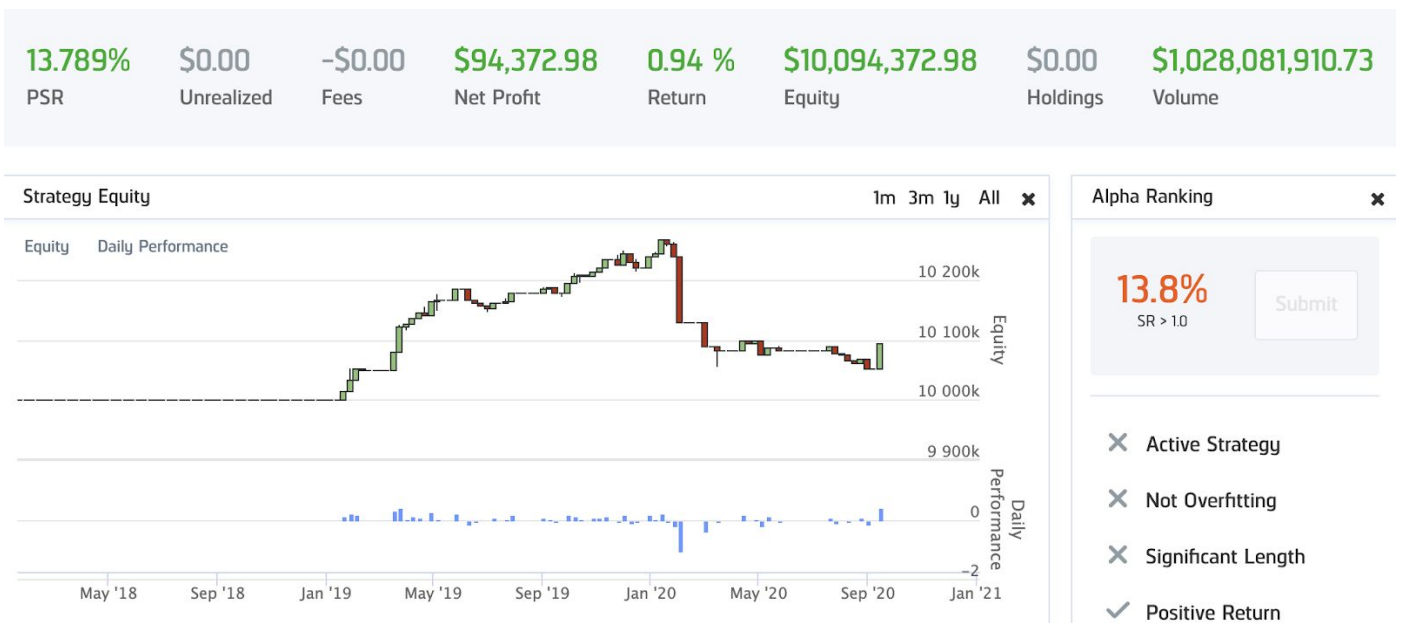 13.789% $0.00 -$0.00 $94,372.98 0.94 % $10,094,372.98 $0.00 $1,028,081,910.73
PSR Unrealized Fees Net Profit Return Equity Holdings Volume
Strategy Equity 1m 3m 1y All ✖
Equity Daily Performance
10 200k
10 100k
10 000k
9 900k
Equity
0
-2
Daily
Performance
May '18 Sep '18 Jan '19 May '19 Sep '19 Jan '20 May '20 Sep '20 Jan '21
Alpha Ranking ✖
13.8%
SR > 1.0
Submit
Active Strategy
Not Overfitting
Significant Length
Positive Return